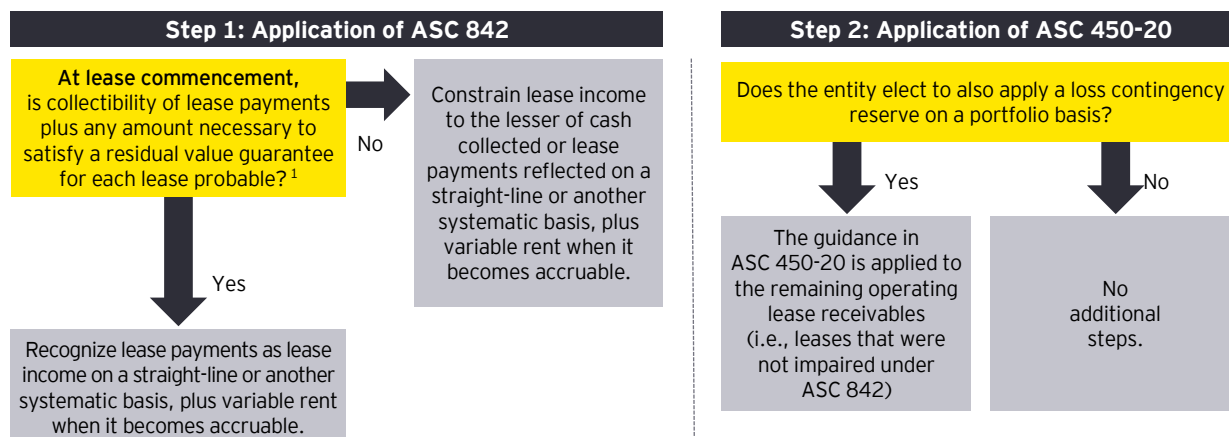 Step 1: Application of ASC 842
At lease commencement,
is collectibility of lease payments
plus any amount necessary to
satisfy a residual value guarantee
for each lease probable? 1
No
Constrain lease income
to the lesser of cash
collected or lease
payments reflected on a
straight-line or another
systematic basis, plus
variable rent when it
becomes accruable.
Yes
Recognize lease payments as lease
income on a straight-line or another
systematic basis, plus variable rent
when it becomes accruable.
Step 2: Application of ASC 450-20
Does the entity elect to also apply a loss contingency
reserve on a portfolio basis?
Yes
No
The guidance in
ASC 450-20 is applied to
the remaining operating
lease receivables
(i.e., leases that were
not impaired under
ASC 842)
No
additional
steps.